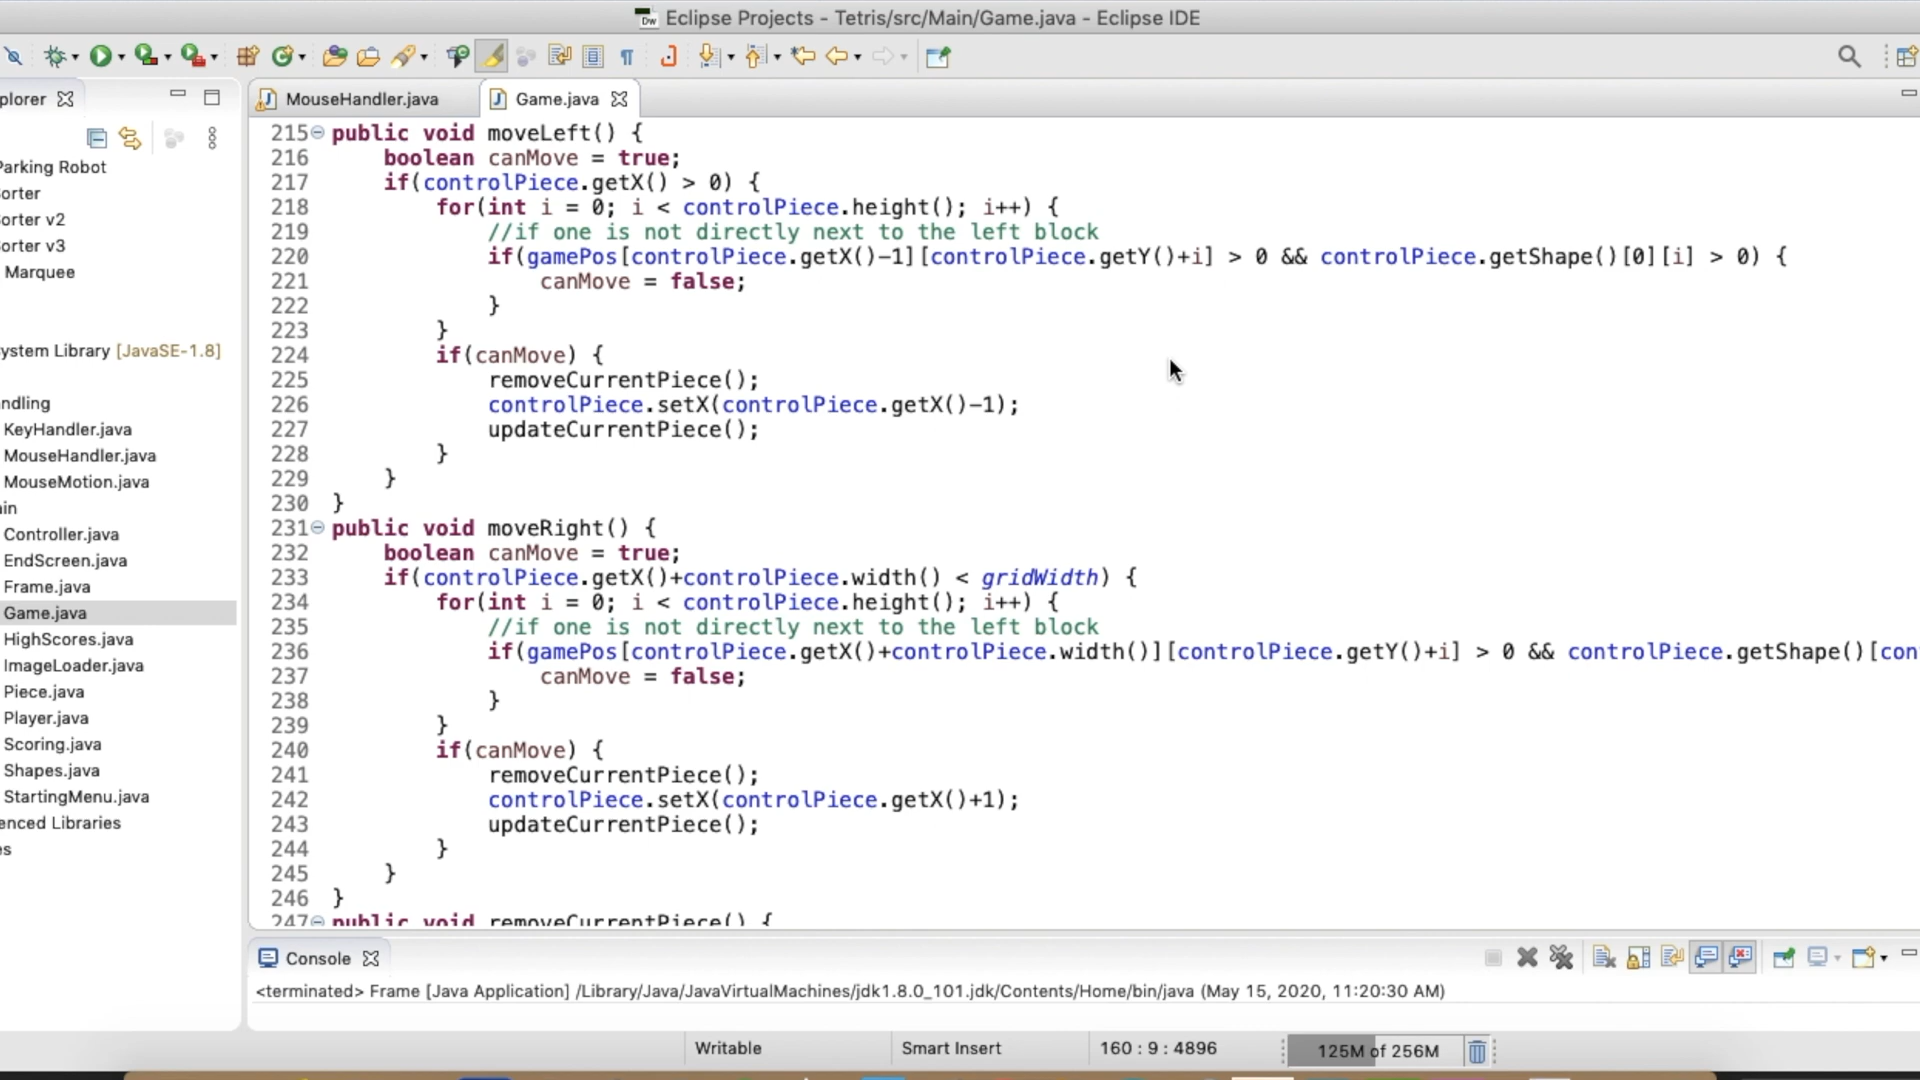 Eclipse Projects - Tetris/src/Main/Game.java - Eclipse IDE
plorer
MouseHandler.java
Game.java
Parking Robot
orter
orter v2
orter v3
Marquee
ystem Library [JavaSE-1.8]
ndling
KeyHandler.java
MouseHandler.java
MouseMotion.java
ain
Controller.java
EndScreen.java
Frame.java
Game.java
HighScores.java
ImageLoader.java
Piece.java
Player.java
Scoring.java
Shapes.java
StartingMenu.java
enced Libraries
es
215 public void moveLeft() {
216 boolean canMove = true;
217 if(controlPiece.getX() > 0) {
218 for(int i = 0; i < controlPiece.height(); i++) {
219 //if one is not directly next to the left block
220 if(gamePos[controlPiece.getX()-1][controlPiece.getY()+i] > 0 && controlPiece.getShape()[0][i] > 0) {
221 canMove = false;
222 }
223 }
224 if(canMove) {
225 removeCurrentPiece();
226 controlPiece.setX(controlPiece.getX()-1);
227 updateCurrentPiece();
228 }
229 }
230 }
231 public void moveRight() {
232 boolean canMove = true;
233 if(controlPiece.getX()+controlPiece.width() < gridWidth) {
234 for(int i = 0; i < controlPiece.height(); i++) {
235 //if one is not directly next to the left block
236 if(gamePos[controlPiece.getX()+controlPiece.width()][controlPiece.getY()+i] > 0 && controlPiece.getShape()[con
237 canMove = false;
238 }
239 }
240 if(canMove) {
241 removeCurrentPiece();
242 controlPiece.setX(controlPiece.getX()+1);
243 updateCurrentPiece();
244 }
245 }
246 }
247 public void removeCurrentPiece() {
Console
<terminated> Frame [Java Application] /Library/Java/JavaVirtualMachines/jdk1.8.0_101.jdk/Contents/Home/bin/java (May 15, 2020, 11:20:30 AM)
Writable
Smart Insert
160 : 9 : 4896
125M of 256M